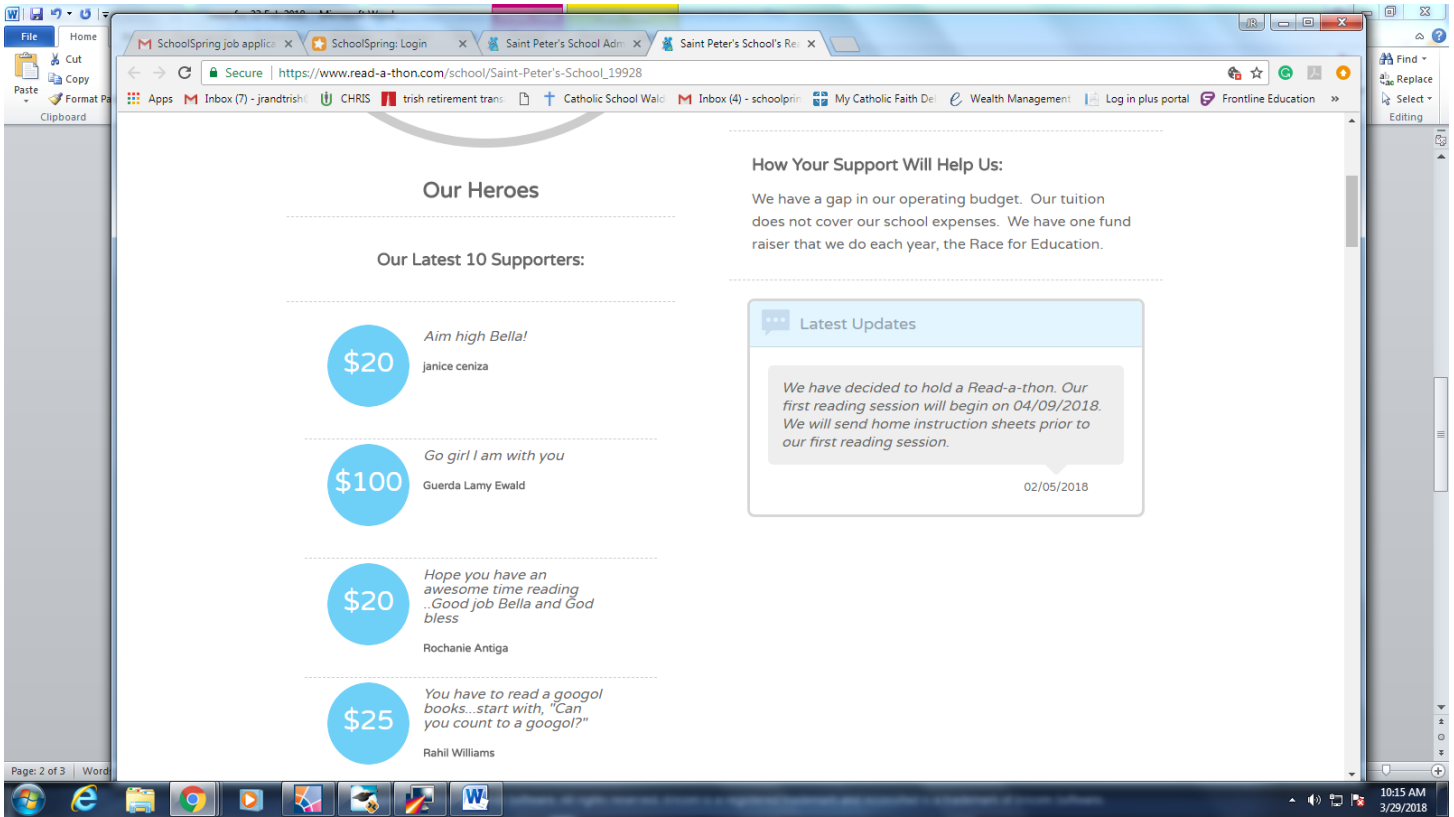 File
Home
Cut
Copy
Format Pa
Paste
Clipboard
Find
Replace
Select
Editing
JR
SchoolSpring job applica
SchoolSpring: Login
Saint Peter's School Adm
Saint Peter's School's Rea
Secure
https://www.read-a-thon.com/school/Saint-Peter's-School_19928
Apps
Inbox (7) - jrandtrish
CHRIS
trish retirement trans
Catholic School Wald
Inbox (4) - schoolprin
My Catholic Faith Del
Wealth Management
Log in plus portal
Frontline Education
»
Our Heroes
Our Latest 10 Supporters:
$20
Aim high Bella!
janice ceniza
$100
Go girl I am with you
Guerda Lamy Ewald
$20
Hope you have an
awesome time reading
..Good job Bella and God
bless
Rochanie Antiga
$25
You have to read a googol
books...start with, "Can
you count to a googol?"
Rahil Williams
How Your Support Will Help Us:
We have a gap in our operating budget. Our tuition
does not cover our school expenses. We have one fund
raiser that we do each year, the Race for Education.
Latest Updates
We have decided to hold a Read-a-thon. Our
first reading session will begin on 04/09/2018.
We will send home instruction sheets prior to
our first reading session.
02/05/2018
Page: 2 of 3
Words
10:15 AM
3/29/2018